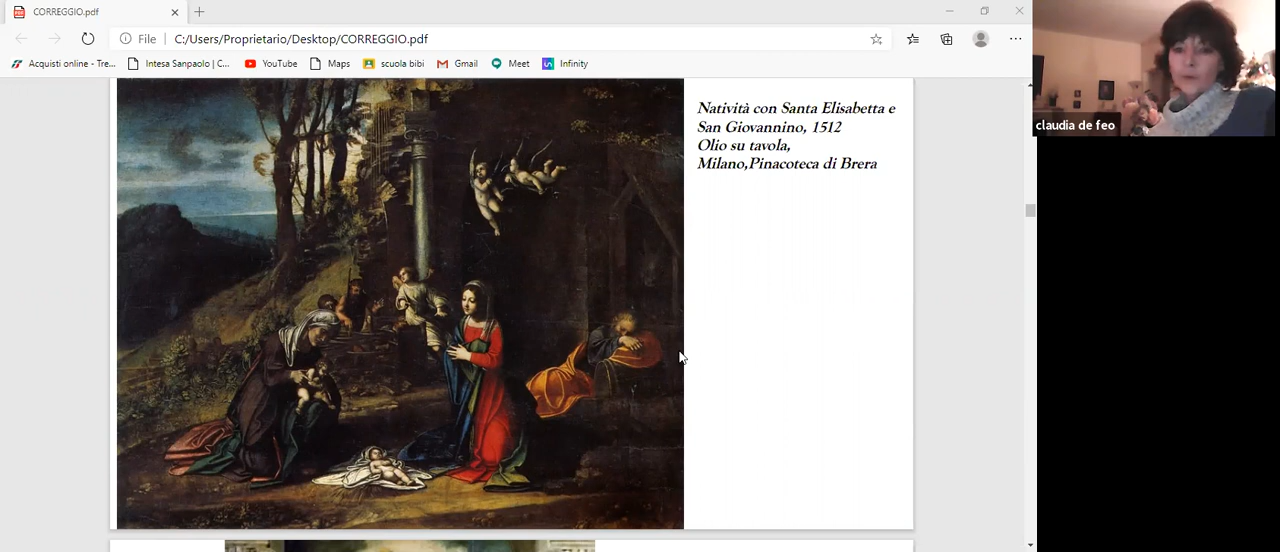 CORREGGIO.pdf
File C:/Users/Proprietario/Desktop/CORREGGIO.pdf
Acquisti online - Tre... Intesa Sanpaolo | C... YouTube Maps scuola bibi Gmail Meet Infinity
Natività con Santa Elisabetta e
San Giovannino, 1512
Olio su tavola,
Milano,Pinacoteca di Brera
claudia de feo